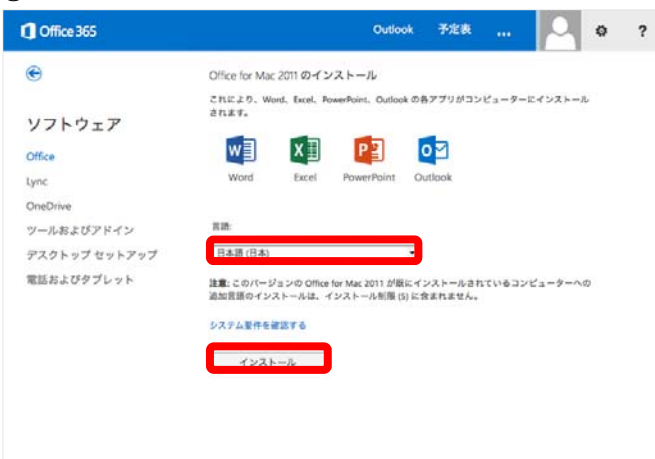 Office 365
Outlook 予定表 ... ?
ソフトウェア
Office
Lync
OneDrive
ツールおよびアドイン
デスクトップ セットアップ
電話およびタブレット
Office for Mac 2011 のインストール
これにより、Word、Excel、PowerPoint、Outlook の各アプリがコンピューターにインストール
されます。
Word Excel PowerPoint Outlook
言語:
日本語 (日本)
注意: このバージョンの Office for Mac 2011 が既にインストールされているコンピューターへの
追加言語のインストールは、インストール制限 (5) に含まれません。
システム要件を確認する
インストール